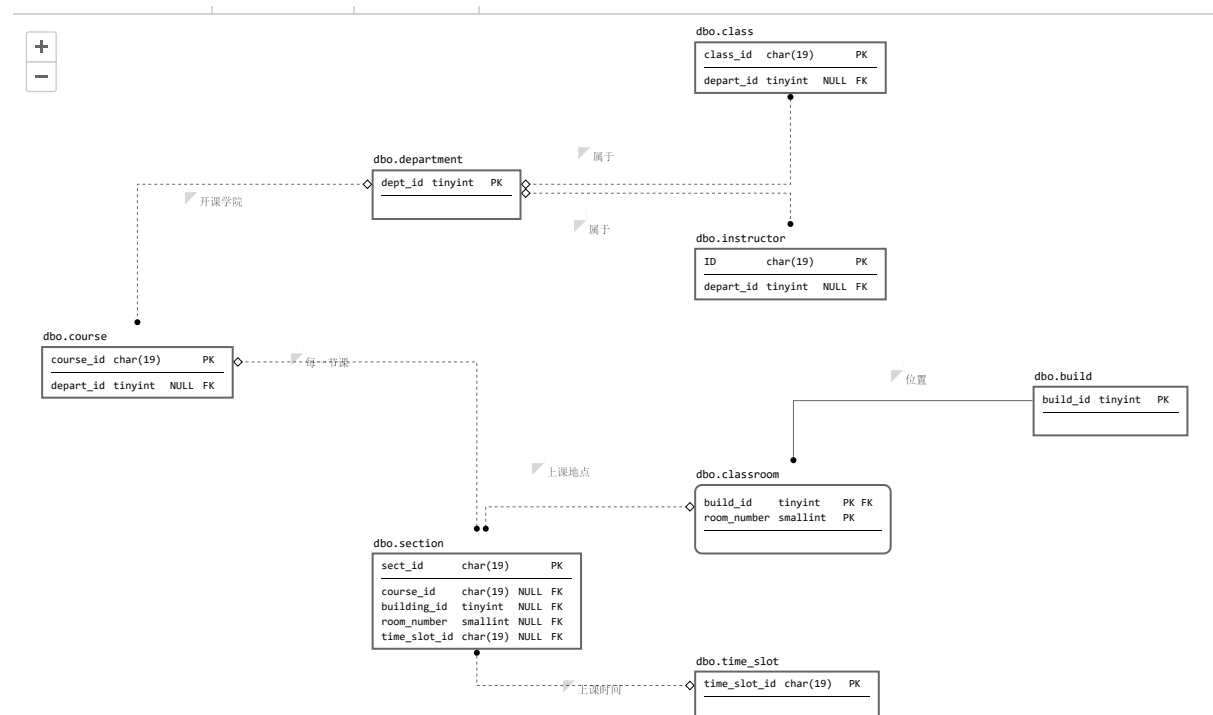 dbo.class
class_id char(19) PK
depart_id tinyint NULL FK
属于
dbo.department
dept_id tinyint PK
开课学院
属于
dbo.instructor
ID char(19) PK
depart_id tinyint NULL FK
dbo.course
course_id char(19) PK
depart_id tinyint NULL FK
每一节课
位置
dbo.build
build_id tinyint PK
上课地点
dbo.classroom
build_id tinyint PK FK
room_number smallint PK
dbo.section
sect_id char(19) PK
course_id char(19) NULL FK
building_id tinyint NULL FK
room_number smallint NULL FK
time_slot_id char(19) NULL FK
上课时间
dbo.time_slot
time_slot_id char(19) PK